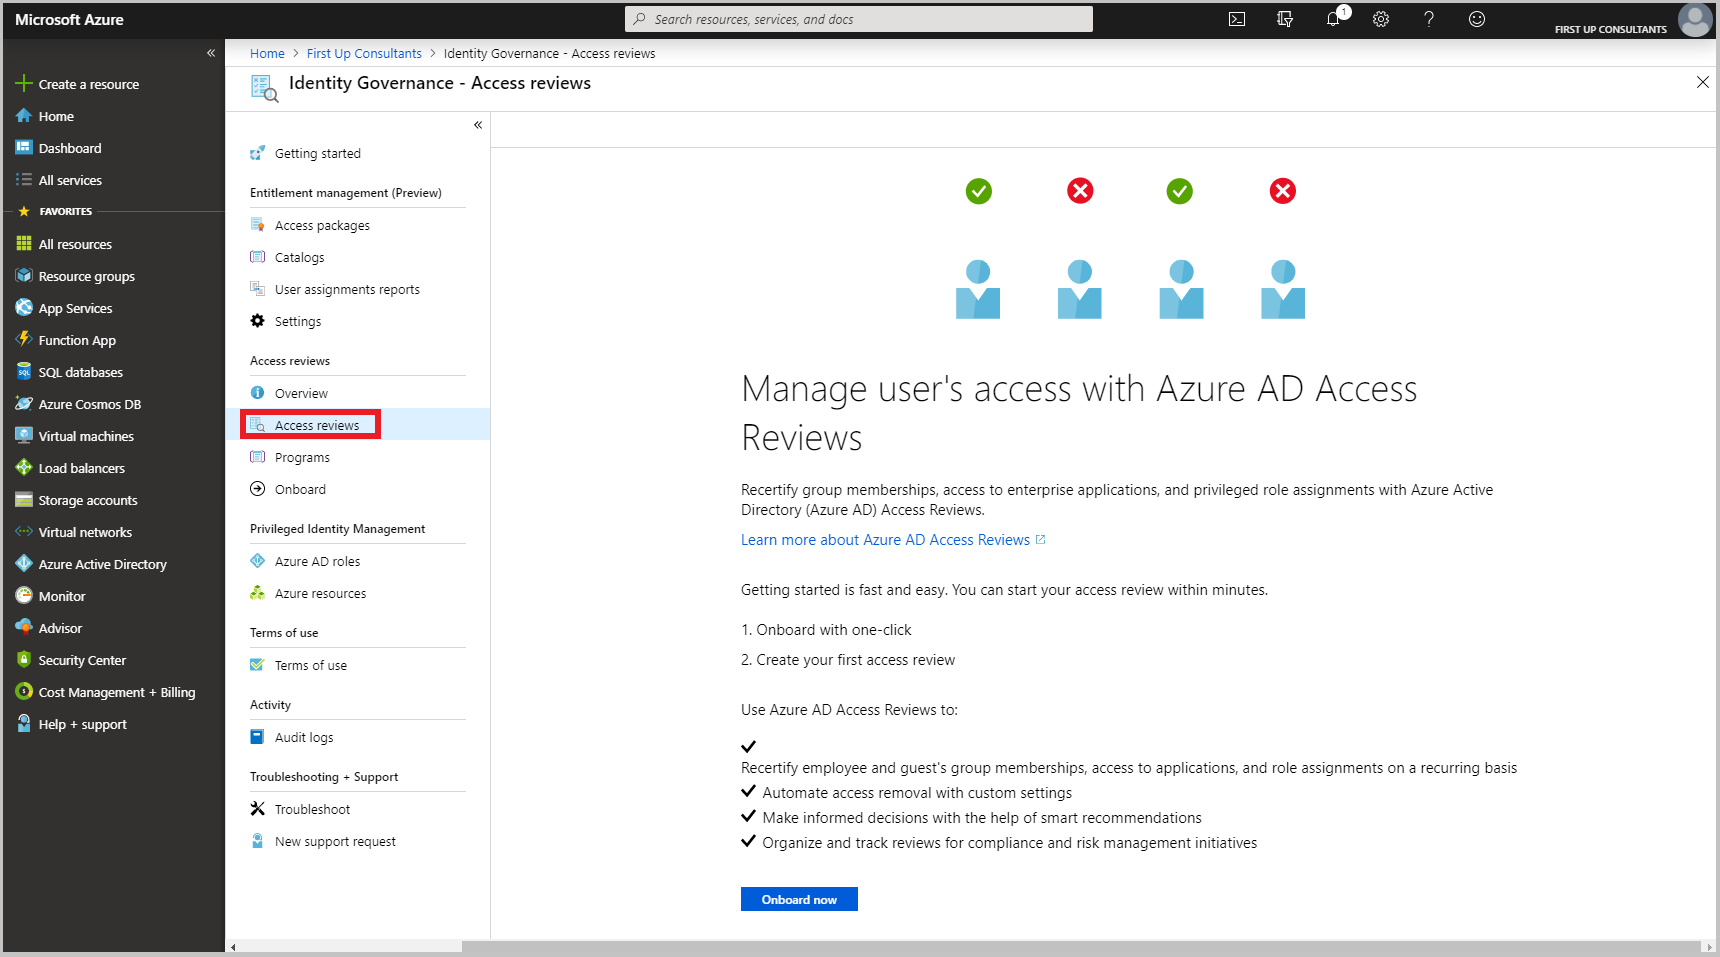 Microsoft Azure
Search resources, services, and docs
1
FIRST UP CONSULTANTS
Create a resource
Home
Dashboard
All services
FAVORITES
All resources
Resource groups
App Services
Function App
SQL databases
Azure Cosmos DB
Virtual machines
Load balancers
Storage accounts
Virtual networks
Azure Active Directory
Monitor
Advisor
Security Center
Cost Management + Billing
Help + support
Home > First Up Consultants > Identity Governance - Access reviews
Identity Governance - Access reviews
Getting started
Entitlement management (Preview)
Access packages
Catalogs
User assignments reports
Settings
Access reviews
Overview
Access reviews
Programs
Onboard
Privileged Identity Management
Azure AD roles
Azure resources
Terms of use
Terms of use
Activity
Audit logs
Troubleshooting + Support
Troubleshoot
New support request
Manage user's access with Azure AD Access
Reviews
Recertify group memberships, access to enterprise applications, and privileged role assignments with Azure Active
Directory (Azure AD) Access Reviews.
Learn more about Azure AD Access Reviews
Getting started is fast and easy. You can start your access review within minutes.
1. Onboard with one-click
2. Create your first access review
Use Azure AD Access Reviews to:
Recertify employee and guest's group memberships, access to applications, and role assignments on a recurring basis
Automate access removal with custom settings
Make informed decisions with the help of smart recommendations
Organize and track reviews for compliance and risk management initiatives
Onboard now